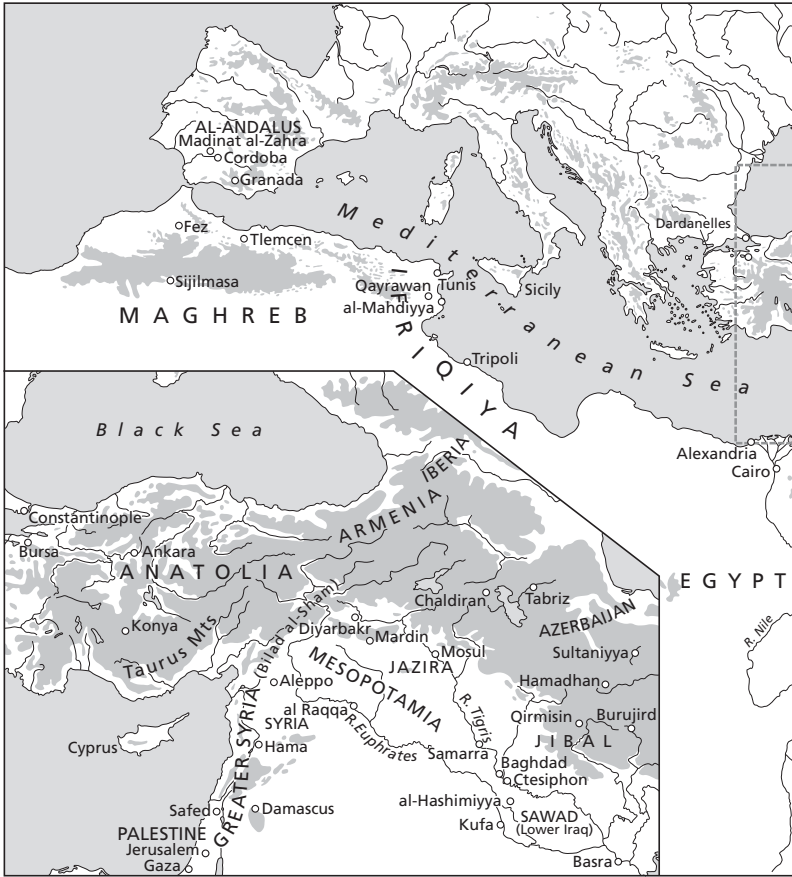 AL-ANDALUS
Madinat al-Zahra
Cordoba
Granada
Mediterranean Sea
Dardanelles
Fez
Tlemcen
Sijilmasa
MAGHREB
IFRIQIYA
Qayrawan
Tunis
al-Mahdiyya
Sicily
Tripoli
Alexandria
Cairo
EGYPT
R. Nile
Black Sea
IBERIA
ARMENIA
Constantinople
Bursa
Ankara
ANATOLIA
Chaldiran
Tabriz
AZERBAIJAN
Konya
Taurus Mts
Diyarbakr
Mardin
Mosul
Sultaniyya
GREATER SYRIA (Bilad al-Sham)
MESOPOTAMIA
JAZIRA
Hamadhan
Aleppo
al Raqqa
R. Euphrates
R. Tigris
Qirmisin
Burujird
SYRIA
JIBAL
Cyprus
Hama
Samarra
Baghdad
Ctesiphon
Safed
Damascus
al-Hashimiyya
SAWAD
(Lower Iraq)
Kufa
PALESTINE
Jerusalem
Gaza
Basra